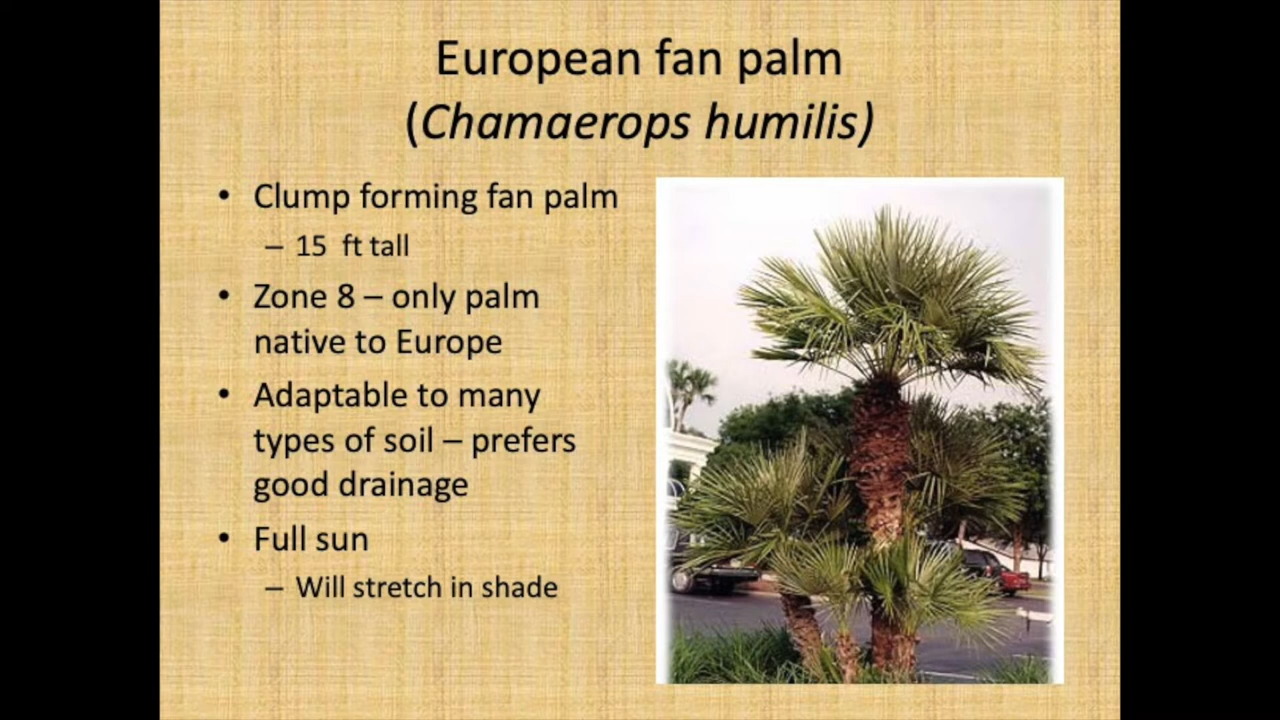 European fan palm
(Chamaerops humilis)
• Clump forming fan palm
– 15 ft tall
• Zone 8 – only palm
native to Europe
• Adaptable to many
types of soil – prefers
good drainage
• Full sun
– Will stretch in shade